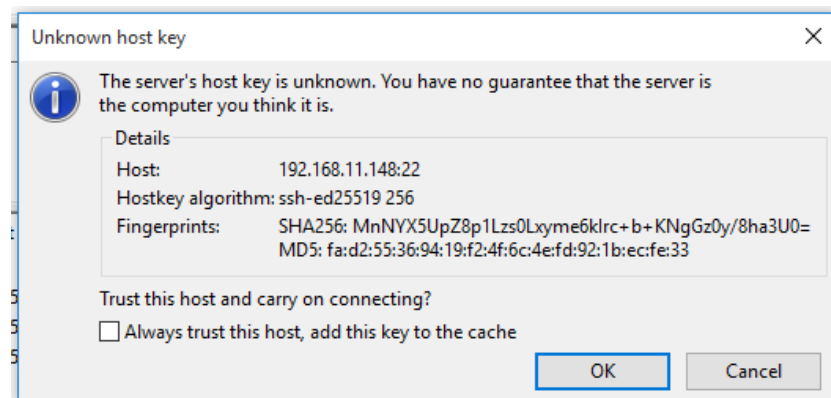 Unknown host key
The server's host key is unknown. You have no guarantee that the server is
the computer you think it is.
Details
Host: 192.168.11.148:22
Hostkey algorithm: ssh-ed25519 256
Fingerprints: SHA256: MnNYX5UpZ8p1Lzs0Lxyme6klrc+b+KNgGz0y/8ha3U0=
MD5: fa:d2:55:36:94:19:f2:4f:6c:4e:fd:92:1b:ec:fe:33
Trust this host and carry on connecting?
Always trust this host, add this key to the cache
OK Cancel